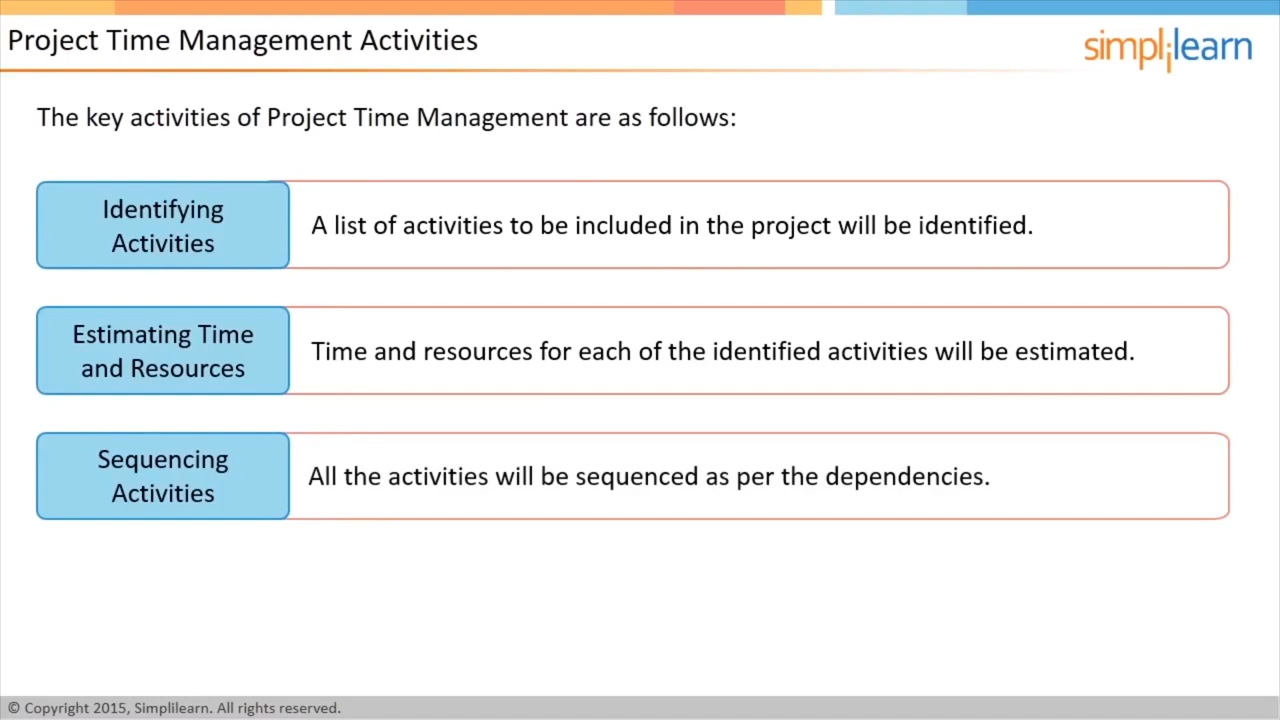 Project Time Management Activities
simplilearn
The key activities of Project Time Management are as follows:
Identifying
Activities
A list of activities to be included in the project will be identified.
Estimating Time
and Resources
Time and resources for each of the identified activities will be estimated.
Sequencing
Activities
All the activities will be sequenced as per the dependencies.
© Copyright 2015, Simplilearn. All rights reserved.